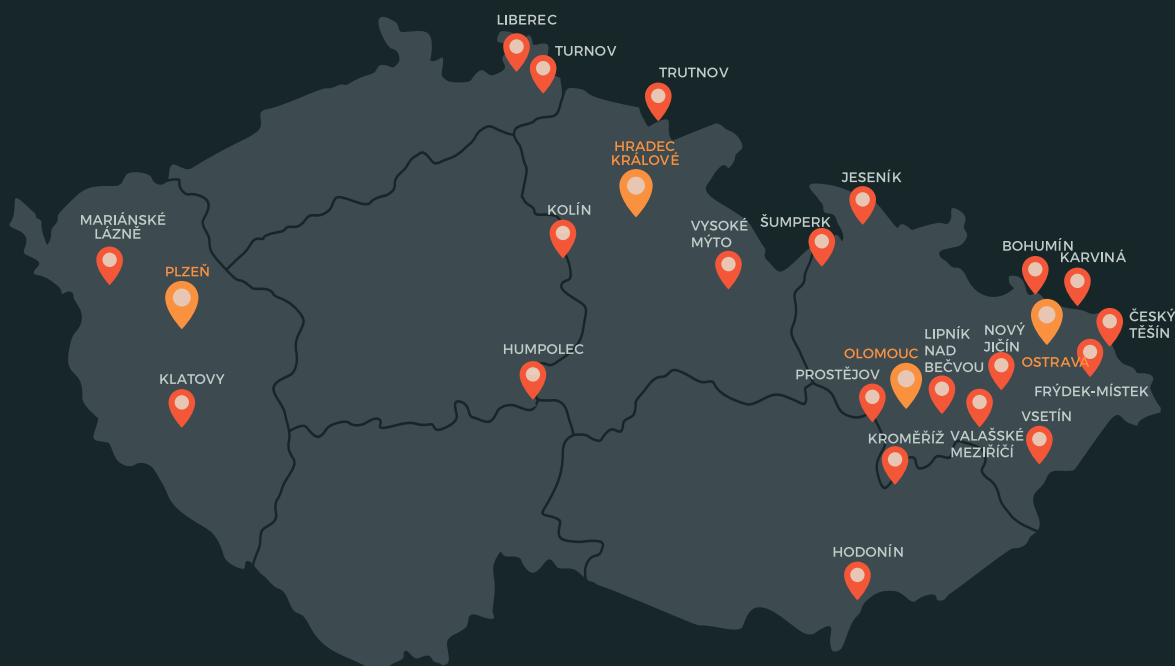 LIBEREC
TURNOV
TRUTNOV
HRADEC
KRÁLOVÉ
JESENÍK
KOLÍN
MARIÁNSKÉ
LÁZNĚ
VYSOKÉ
MÝTO
ŠUMPERK
BOHUMÍN
KARVINÁ
PLZEŇ
ČESKÝ
TĚŠÍN
LIPNÍK
NAD
BEČVOU
NOVÝ
JIČÍN
HUMPOLEC
OLOMOUC
OSTRAVA
PROSTĚJOV
KLATOVY
FRÝDEK-MÍSTEK
VSETÍN
KROMĚŘÍŽ
VALAŠSKÉ
MEZIŘÍČÍ
HODONÍN